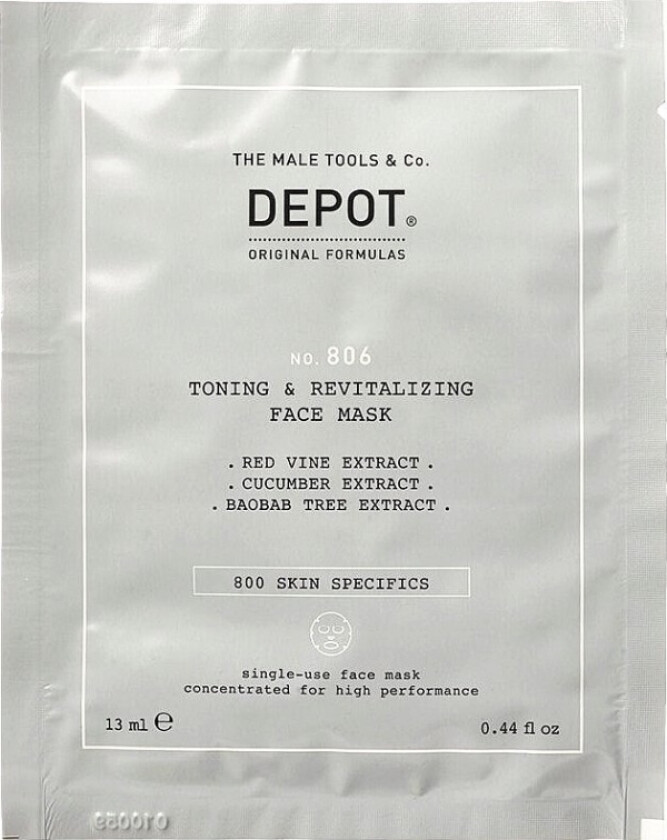 THE MALE TOOLS & Co.
DEPOT®
ORIGINAL FORMULAS
NO. 806
TONING & REVITALIZING
FACE MASK
. RED VINE EXTRACT .
. CUCUMBER EXTRACT .
. BAOBAB TREE EXTRACT .
800 SKIN SPECIFICS
single-use face mask
concentrated for high performance
13 ml ℮
0.44 fl oz